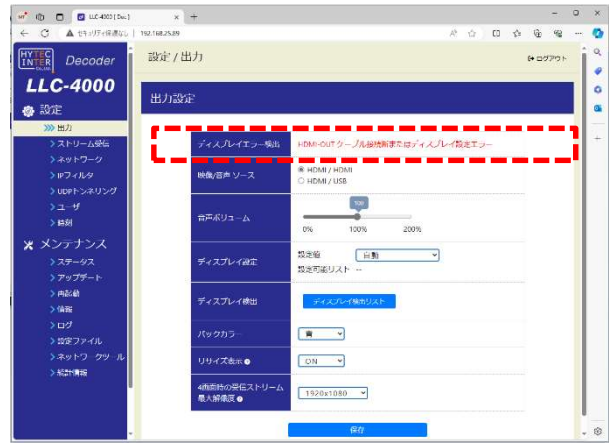 LLC-4000 [Dec]
セキュリティ保護なし 192.168.25.89
HYTEC INTER Decoder
LLC-4000
設定
出力
ストリーム受信
ネットワーク
IPフィルタ
UDPトンネリング
ユーザ
時刻
メンテナンス
ステータス
アップデート
再起動
情報
ログ
設定ファイル
ネットワークツール
統計情報
設定 / 出力
ログアウト
出力設定
ディスプレイエラー検出 HDMI-OUT ケーブル接続断またはディスプレイ設定エラー
映像/音声 ソース HDMI / HDMI
HDMI / USB
音声ボリューム 100
0% 100% 200%
ディスプレイ設定 設定値 自動
設定可能リスト --
ディスプレイ検出 ディスプレイ検出リスト
バックカラー 青
リサイズ表示 ON
4画面時の受信ストリーム
最大解像度 1920x1080
保存